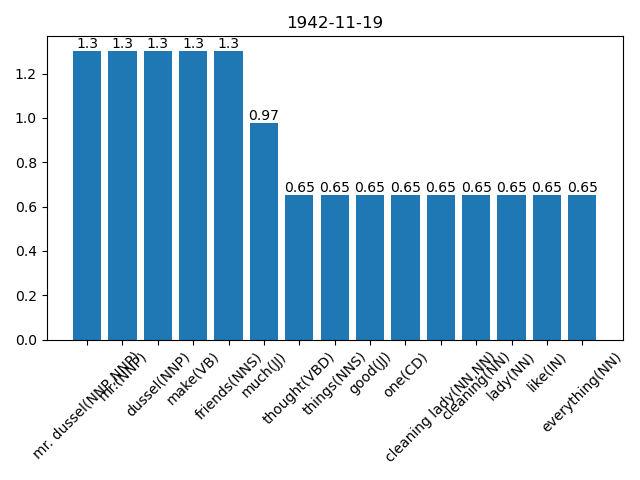 1942-11-19
1.3 1.3 1.3 1.3 1.3
0.97
0.65 0.65 0.65 0.65 0.65 0.65 0.65 0.65 0.65
1.2
1.0
0.8
0.6
0.4
0.2
0.0
mr. dussel(NNP NNP)
mr.(NNP)
dussel(NNP)
make(VB)
friends(NNS)
much(JJ)
thought(VBD)
things(NNS)
good(JJ)
one(CD)
cleaning lady(NN NN)
cleaning(NN)
lady(NN)
like(IN)
everything(NN)